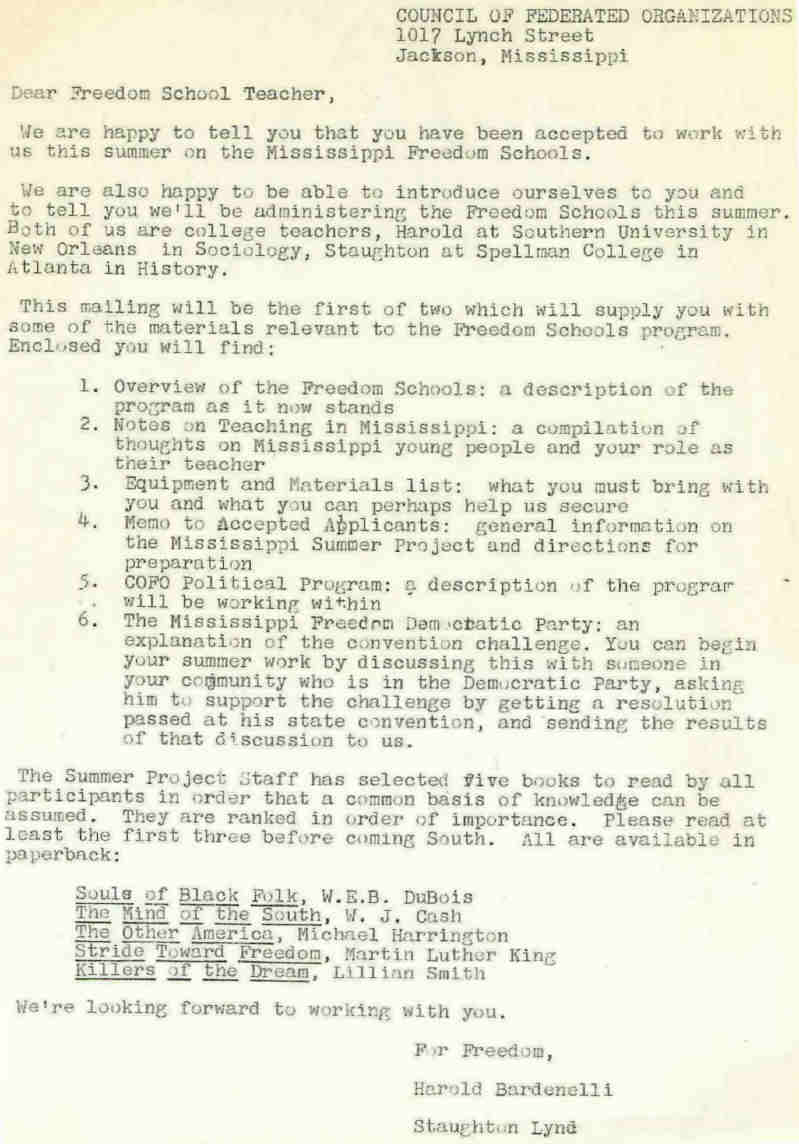 COUNCIL OF FEDERATED ORGANIZATIONS
1017 Lynch Street
Jackson, Mississippi
Dear Freedom School Teacher,
We are happy to tell you that you have been accepted to work with
us this summer on the Mississippi Freedom Schools.
We are also happy to be able to introduce ourselves to you and
to tell you we'll be administering the Freedom Schools this summer.
Both of us are college teachers, Harold at Southern University in
New Orleans in Sociology, Staughton at Spellman College in
Atlanta in History.
This mailing will be the first of two which will supply you with
some of the materials relevant to the Freedom Schools program.
Enclosed you will find:
1. Overview of the Freedom Schools: a description of the
program as it now stands
2. Notes on Teaching in Mississippi: a compilation of
thoughts on Mississippi young people and your role as
their teacher
3. Equipment and Materials list: what you must bring with
you and what you can perhaps help us secure
4. Memo to Accepted Applicants: general information on
the Mississippi Summer Project and directions for
preparation
5. COFO Political Program: a description of the program
will be working within
6. The Mississippi Freedom Democtatic Party: an
explanation of the convention challenge. You can begin
your summer work by discussing this with someone in
your community who is in the Democratic Party, asking
him to support the challenge by getting a resolution
passed at his state convention, and sending the results
of that discussion to us.
The Summer Project Staff has selected five books to read by all
participants in order that a common basis of knowledge can be
assumed. They are ranked in order of importance. Please read at
least the first three before coming South. All are available in
paperback:
Souls of Black Folk, W.E.B. DuBois
The Mind of the South, W. J. Cash
The Other America, Michael Harrington
Stride Toward Freedom, Martin Luther King
Killers of the Dream, Lillian Smith
We're looking forward to working with you.
For Freedom,
Harold Bardenelli
Staughton Lynd